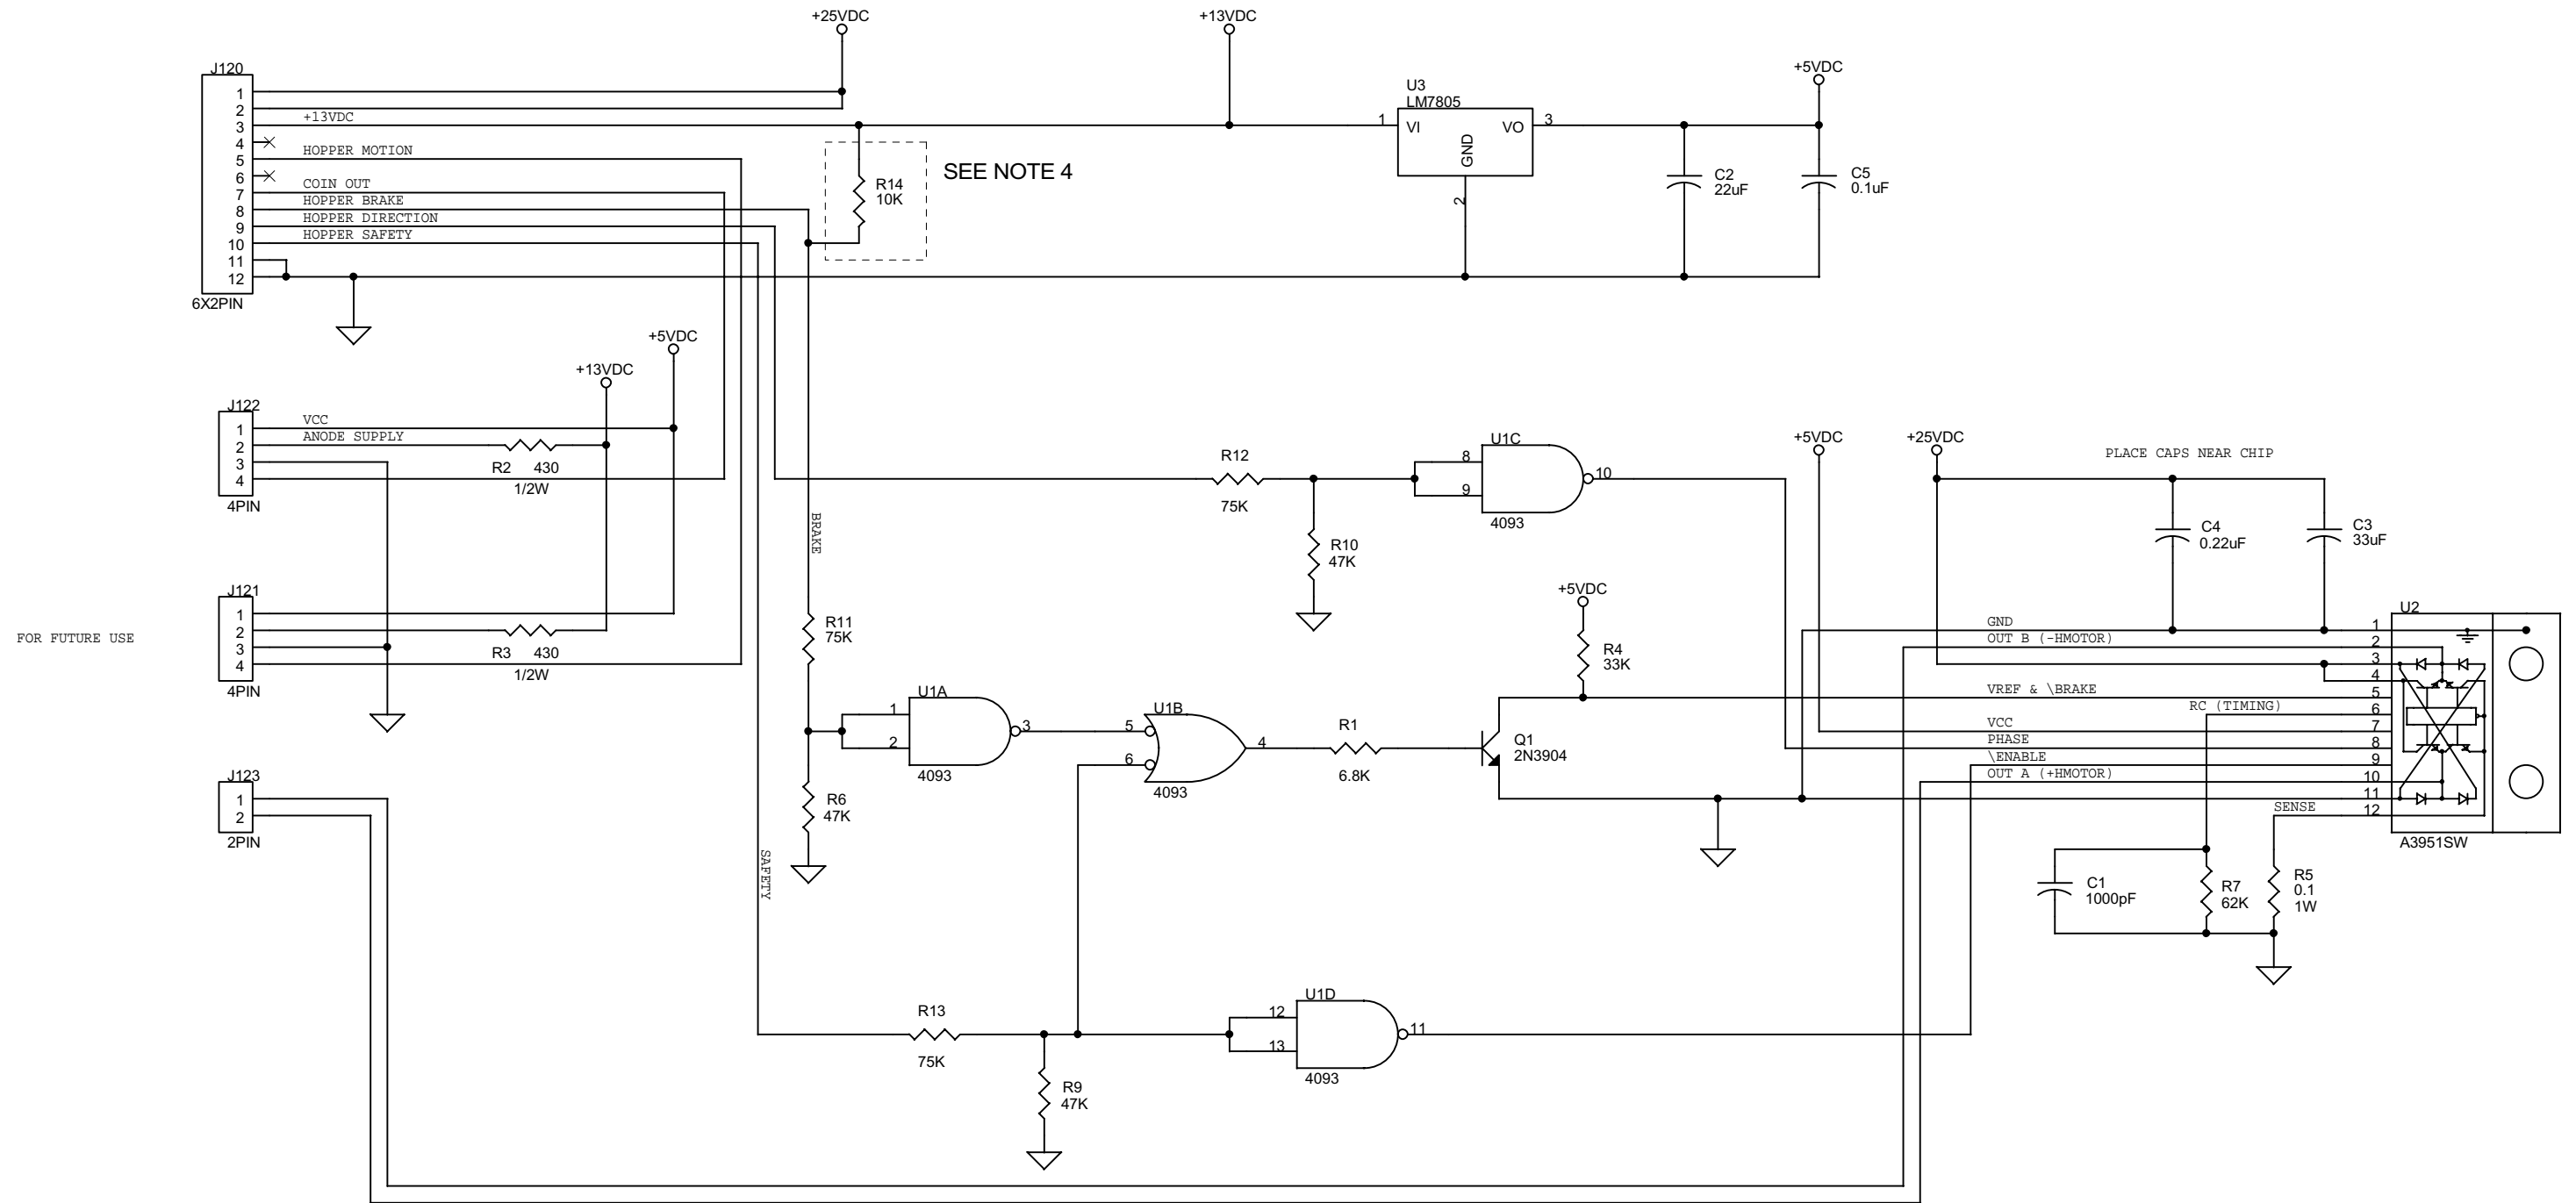 +25VDC
+13VDC
J120
1
2
3
4
5
6
7
8
9
10
11
12
6X2PIN
+13VDC
HOPPER MOTION
COIN OUT
HOPPER BRAKE
HOPPER DIRECTION
HOPPER SAFETY
R14
10K
SEE NOTE 4
U3
LM7805
1
VI
VO
3
GND
2
+5VDC
C2
22uF
C5
0.1uF
+5VDC
+13VDC
J122
1
2
3
4
4PIN
VCC
ANODE SUPPLY
R2 430
1/2W
FOR FUTURE USE
J121
1
2
3
4
4PIN
R3 430
1/2W
J123
1
2
2PIN
BRAKE
SAFETY
R11
75K
R6
47K
U1A
1
2
3
4093
U1B
5
6
4
4093
R1
6.8K
Q1
2N3904
+5VDC
R4
33K
R12
75K
R10
47K
U1C
8
9
10
4093
R13
75K
R9
47K
U1D
12
13
11
4093
+5VDC
+25VDC
PLACE CAPS NEAR CHIP
C4
0.22uF
C3
33uF
U2
GND
1
OUT B (-HMOTOR)
2
3
4
VREF & \BRAKE
5
RC (TIMING)
6
VCC
7
PHASE
8
\ENABLE
9
OUT A (+HMOTOR)
10
11
SENSE
12
A3951SW
C1
1000pF
R7
62K
R5
0.1
1W